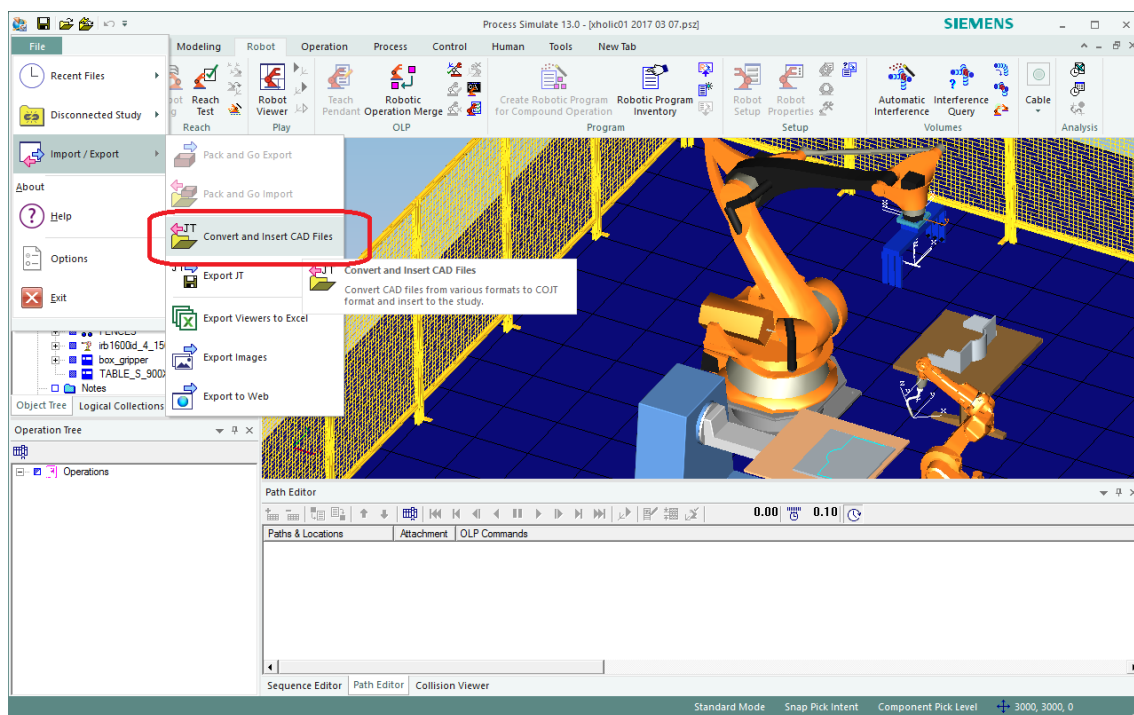 Process Simulate 13.0 - [xholic01 2017 03 07.psz]
SIEMENS
File
Modeling
Robot
Operation
Process
Control
Human
Tools
New Tab
Recent Files
Disconnected Study
Import / Export
About
Help
Options
Exit
Reach
Test
Reach
Robot
Viewer
Play
Teach
Pendant
Robotic
Operation Merge
OLP
Create Robotic Program
for Compound Operation
Robotic Program
Inventory
Program
Robot
Setup
Robot
Properties
Setup
Automatic
Interference
Interference
Query
Volumes
Cable
Analysis
Pack and Go Export
Pack and Go Import
Convert and Insert CAD Files
Export JT
Export Viewers to Excel
Export Images
Export to Web
Convert and Insert CAD Files
Convert CAD files from various formats to COJT
format and insert to the study.
FENCES
irb1600id_4_15
box_gripper
TABLE_S_900X
Notes
Object Tree
Logical Collections
Operation Tree
Operations
Path Editor
0.00
0.10
Paths & Locations
Attachment
OLP Commands
Sequence Editor
Path Editor
Collision Viewer
Standard Mode
Snap Pick Intent
Component Pick Level
3000, 3000, 0